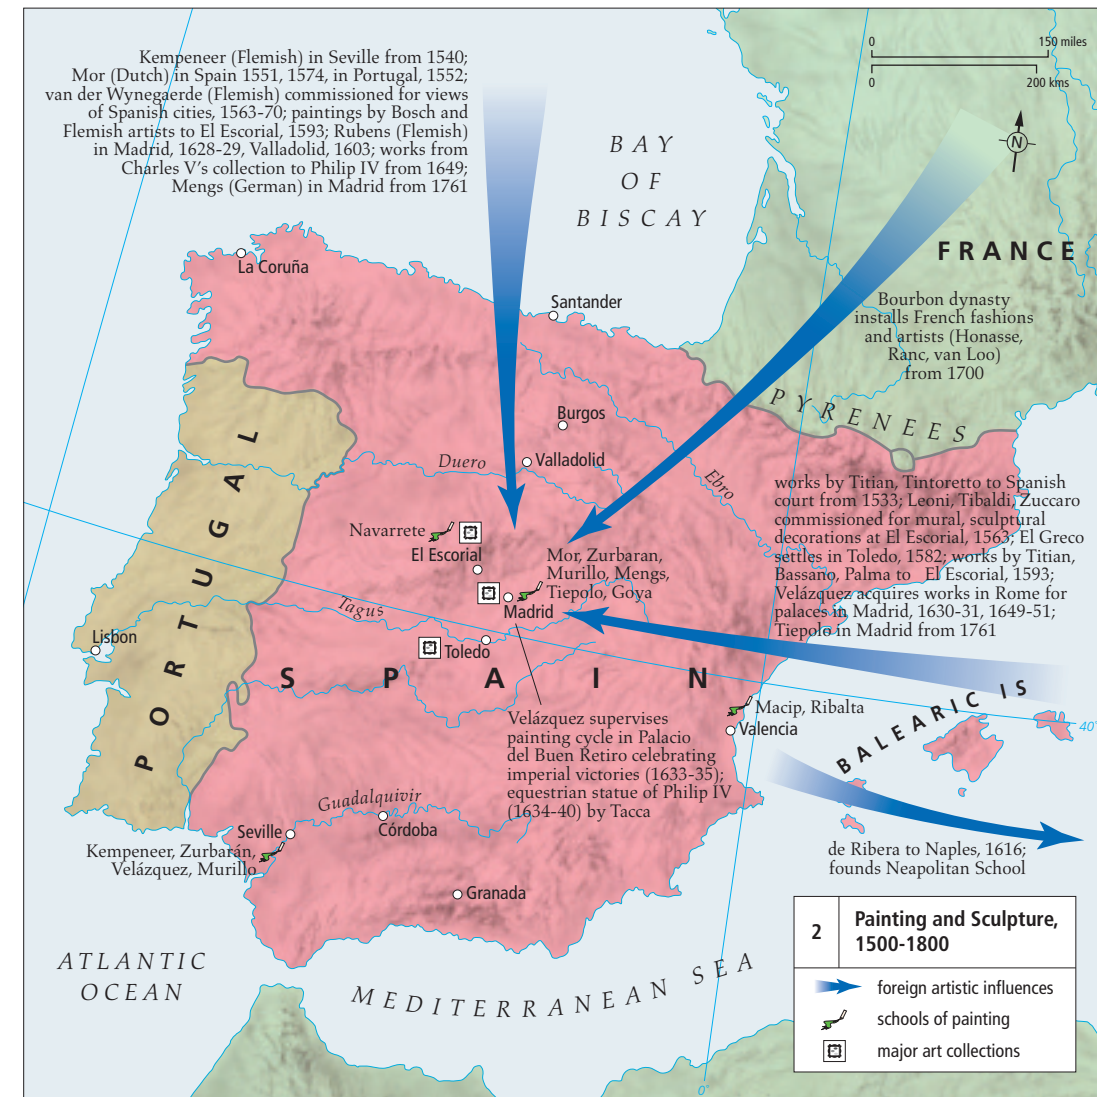 Kempeneer (Flemish) in Seville from 1540;
Mor (Dutch) in Spain 1551, 1574, in Portugal, 1552;
van der Wynegaerde (Flemish) commissioned for views
of Spanish cities, 1563-70; paintings by Bosch and
Flemish artists to El Escorial, 1593; Rubens (Flemish)
in Madrid, 1628-29, Valladolid, 1603; works from
Charles V's collection to Philip IV from 1649;
Mengs (German) in Madrid from 1761
0 150 miles
0 200 kms
N
BAY
OF
BISCAY
FRANCE
Bourbon dynasty
installs French fashions
and artists (Honasse,
Ranc, van Loo)
from 1700
PYRENEES
La Coruña
Santander
Burgos
Valladolid
Duero
Ebro
works by Titian, Tintoretto to Spanish
court from 1533; Leoni, Tibaldi, Zuccaro
commissioned for mural, sculptural
decorations at El Escorial, 1563; El Greco
settles in Toledo, 1582; works by Titian,
Bassano, Palma to El Escorial, 1593;
Velázquez acquires works in Rome for
palaces in Madrid, 1630-31, 1649-51;
Tiepolo in Madrid from 1761
Navarrete
El Escorial
Mor, Zurbaran,
Murillo, Mengs,
Tiepolo, Goya
Madrid
Tagus
Toledo
Lisbon
PORTUGAL
SPAIN
Macip, Ribalta
Valencia
BALEARIC IS
40°
Velázquez supervises
painting cycle in Palacio
del Buen Retiro celebrating
imperial victories (1633-35);
equestrian statue of Philip IV
(1634-40) by Tacca
Guadalquivir
Seville
Córdoba
Kempeneer, Zurbarán,
Velázquez, Murillo
Granada
de Ribera to Naples, 1616;
founds Neapolitan School
ATLANTIC
OCEAN
MEDITERRANEAN SEA
0°
2 Painting and Sculpture,
1500-1800
foreign artistic influences
schools of painting
major art collections